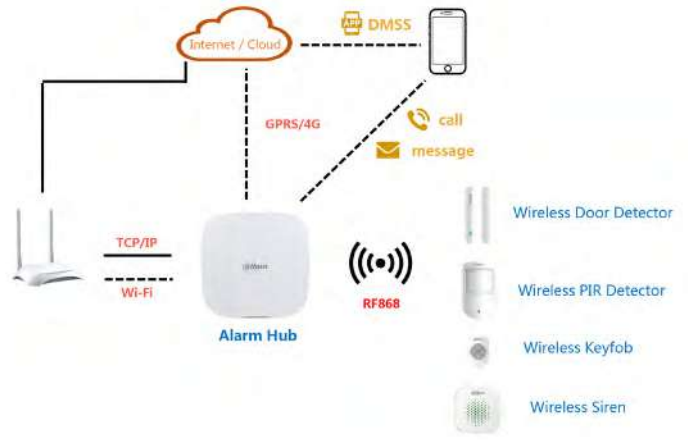 APP DMSS
Internet / Cloud
GPRS/4G
call
message
Wireless Door Detector
TCP/IP
Wi-Fi
alhua
RF868
Wireless PIR Detector
Alarm Hub
Wireless Keyfob
Wireless Siren